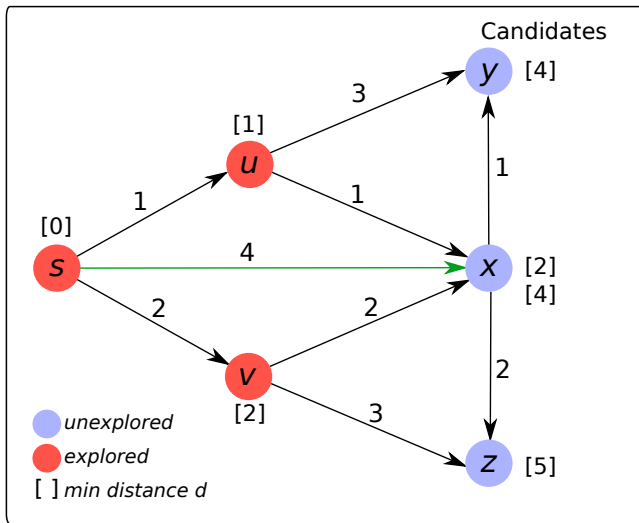 Candidates
y [4]
3
[1]
u
1
1
1
[0]
s
4
x [2]
[4]
2
2
2
v
[2]
3
z [5]
unexplored
explored
[ ] min distance d